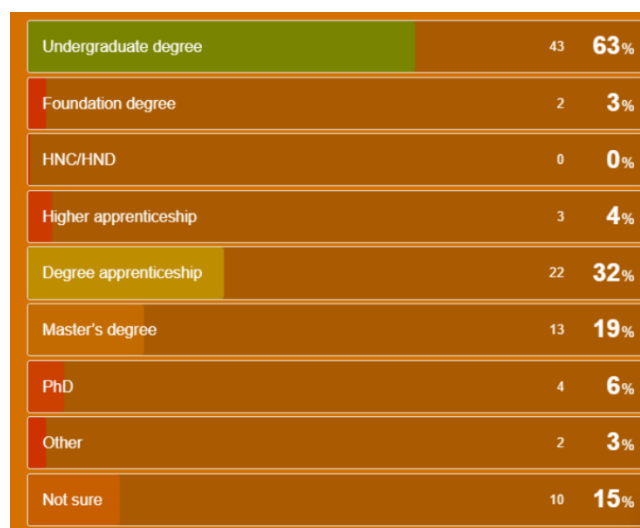 Undergraduate degree 43 63%
Foundation degree 2 3%
HNC/HND 0 0%
Higher apprenticeship 3 4%
Degree apprenticeship 22 32%
Master's degree 13 19%
PhD 4 6%
Other 2 3%
Not sure 10 15%